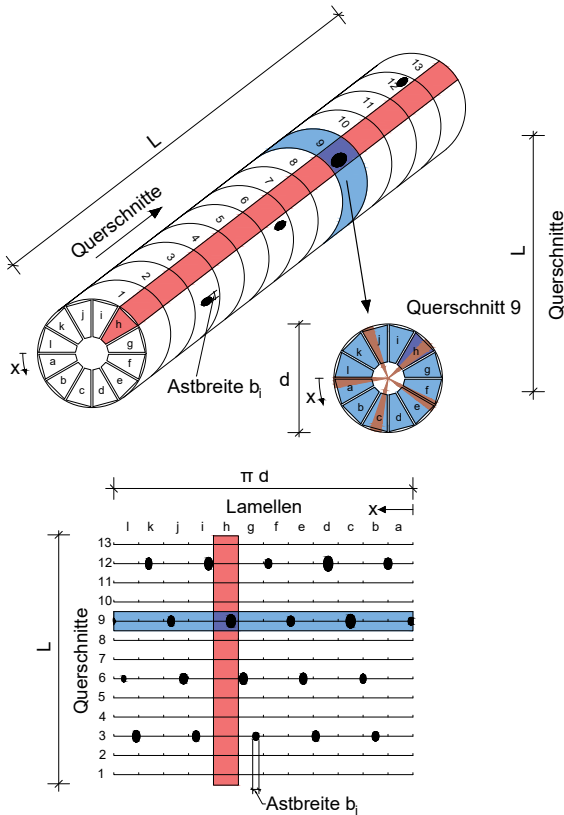 L
Querschnitte
13
12
11
10
9
8
7
6
5
4
3
2
1
L
Querschnitte
j i
k h
l g
a f
b e
c d
x
Astbreite bi
Querschnitt 9
d
j i
k h
l g
a f
b e
c d
x
π d
Lamellen
x
l k j i h g f e d c b a
L
Querschnitte
13
12
11
10
9
8
7
6
5
4
3
2
1
Astbreite bi